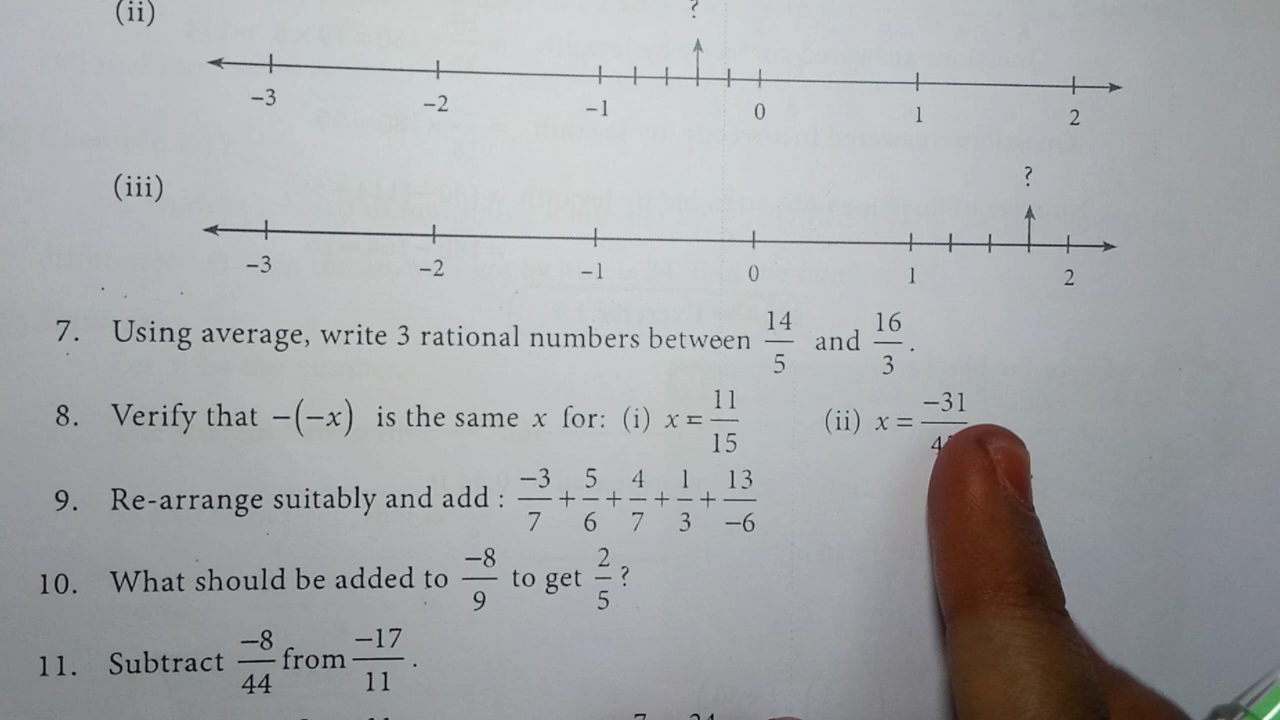 (ii) ?
-3 -2 -1 0 1 2
(iii) ?
-3 -2 -1 0 1 2
7. Using average, write 3 rational numbers between 14/5 and 16/3.
8. Verify that -(-x) is the same x for: (i) x = 11/15 (ii) x = -31/
9. Re-arrange suitably and add : -3/7 + 5/6 + 4/7 + 1/3 + 13/-6
10. What should be added to -8/9 to get 2/5 ?
11. Subtract -8/44 from -17/11 .